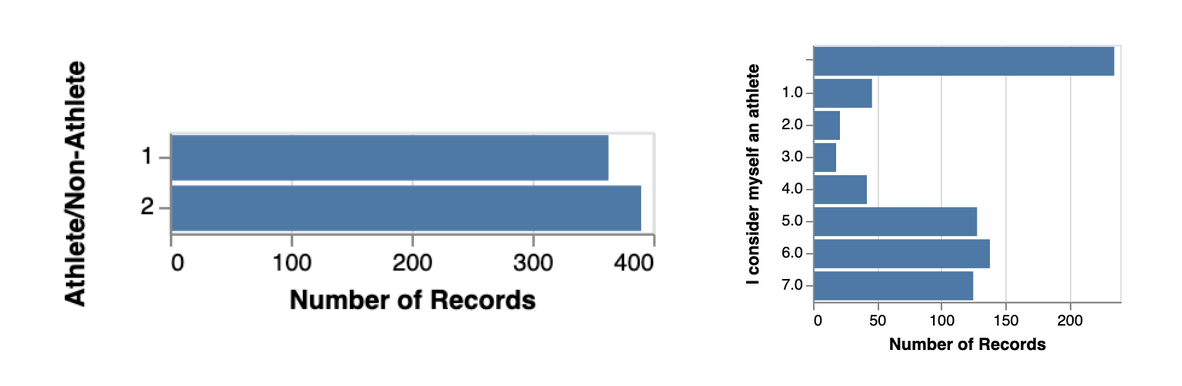 Athlete/Non-Athlete
1
2
0 100 200 300 400
Number of Records
I consider myself an athlete
1.0
2.0
3.0
4.0
5.0
6.0
7.0
0 50 100 150 200
Number of Records